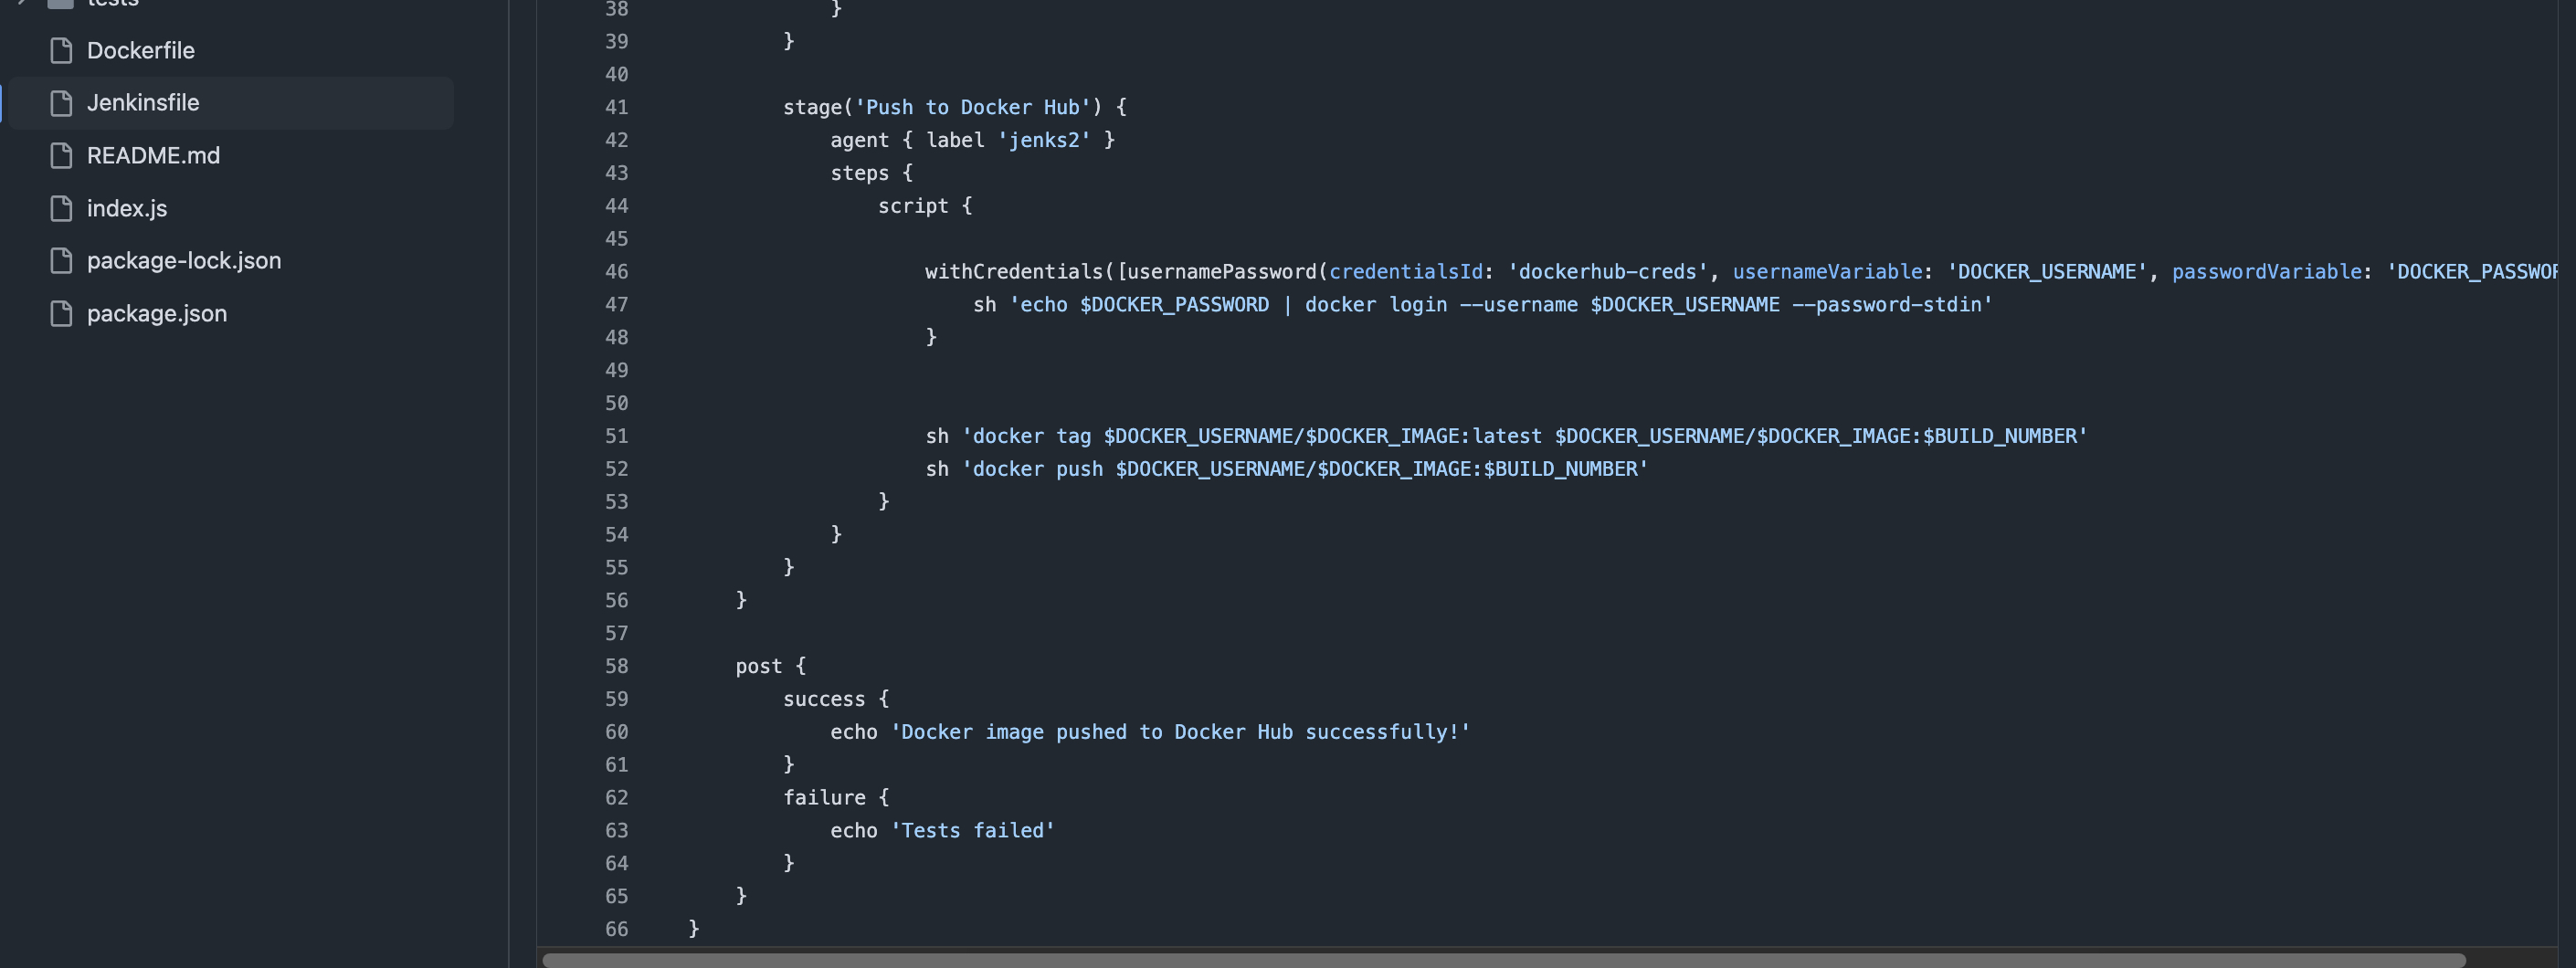 tests
Dockerfile
Jenkinsfile
README.md
index.js
package-lock.json
package.json
38 }
39 }
40
41 stage('Push to Docker Hub') {
42 agent { label 'jenks2' }
43 steps {
44 script {
45
46 withCredentials([usernamePassword(credentialsId: 'dockerhub-creds', usernameVariable: 'DOCKER_USERNAME', passwordVariable: 'DOCKER_PASSWOR
47 sh 'echo $DOCKER_PASSWORD | docker login --username $DOCKER_USERNAME --password-stdin'
48 }
49
50
51 sh 'docker tag $DOCKER_USERNAME/$DOCKER_IMAGE:latest $DOCKER_USERNAME/$DOCKER_IMAGE:$BUILD_NUMBER'
52 sh 'docker push $DOCKER_USERNAME/$DOCKER_IMAGE:$BUILD_NUMBER'
53 }
54 }
55 }
56 }
57
58 post {
59 success {
60 echo 'Docker image pushed to Docker Hub successfully!'
61 }
62 failure {
63 echo 'Tests failed'
64 }
65 }
66 }